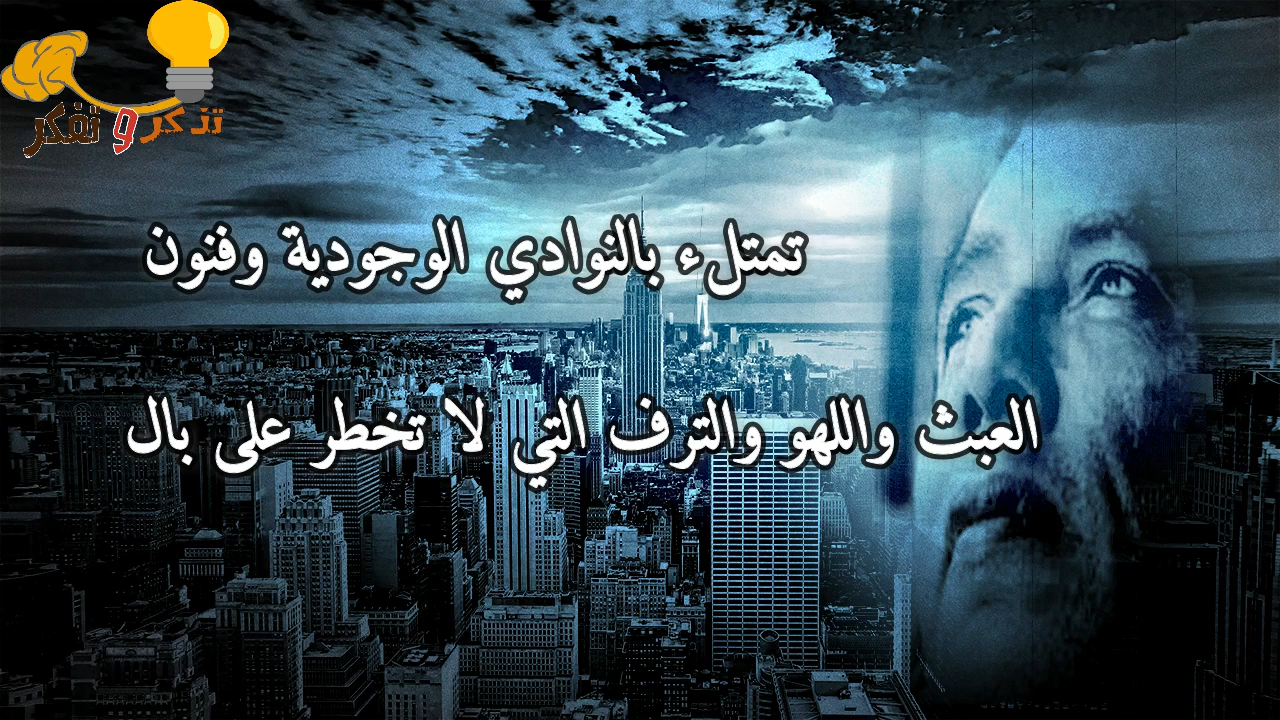 تذكر و تفكر
تمتلء بالنوادي الوجودية وفنون
العبث واللهو والترف التي لا تخطر على بال